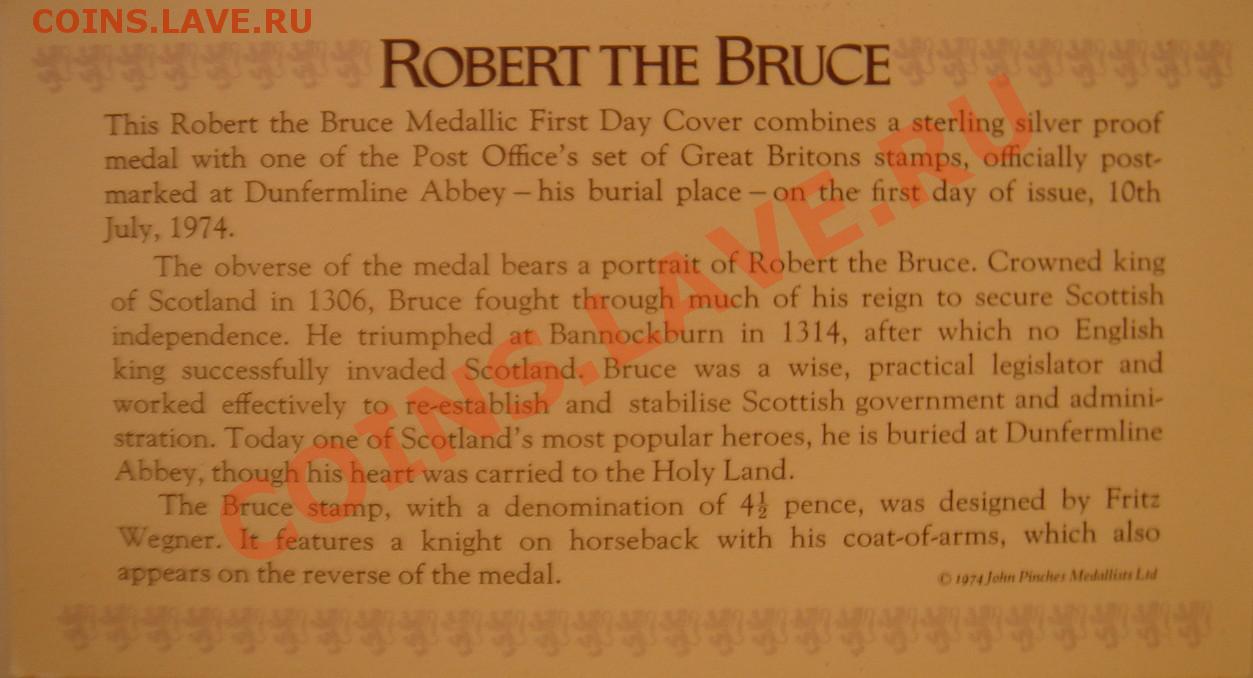 COINS.LAVE.RU
ROBERT THE BRUCE
This Robert the Bruce Medallic First Day Cover combines a sterling silver proof
medal with one of the Post Office's set of Great Britons stamps, officially post-
marked at Dunfermline Abbey – his burial place – on the first day of issue, 10th
July, 1974.
The obverse of the medal bears a portrait of Robert the Bruce. Crowned king
of Scotland in 1306, Bruce fought through much of his reign to secure Scottish
independence. He triumphed at Bannockburn in 1314, after which no English
king successfully invaded Scotland. Bruce was a wise, practical legislator and
worked effectively to re-establish and stabilise Scottish government and admini-
stration. Today one of Scotland's most popular heroes, he is buried at Dunfermline
Abbey, though his heart was carried to the Holy Land.
The Bruce stamp, with a denomination of 4½ pence, was designed by Fritz
Wegner. It features a knight on horseback with his coat-of-arms, which also
appears on the reverse of the medal.
© 1974 John Pinches Medallists Ltd
COINS.LAVE.RU